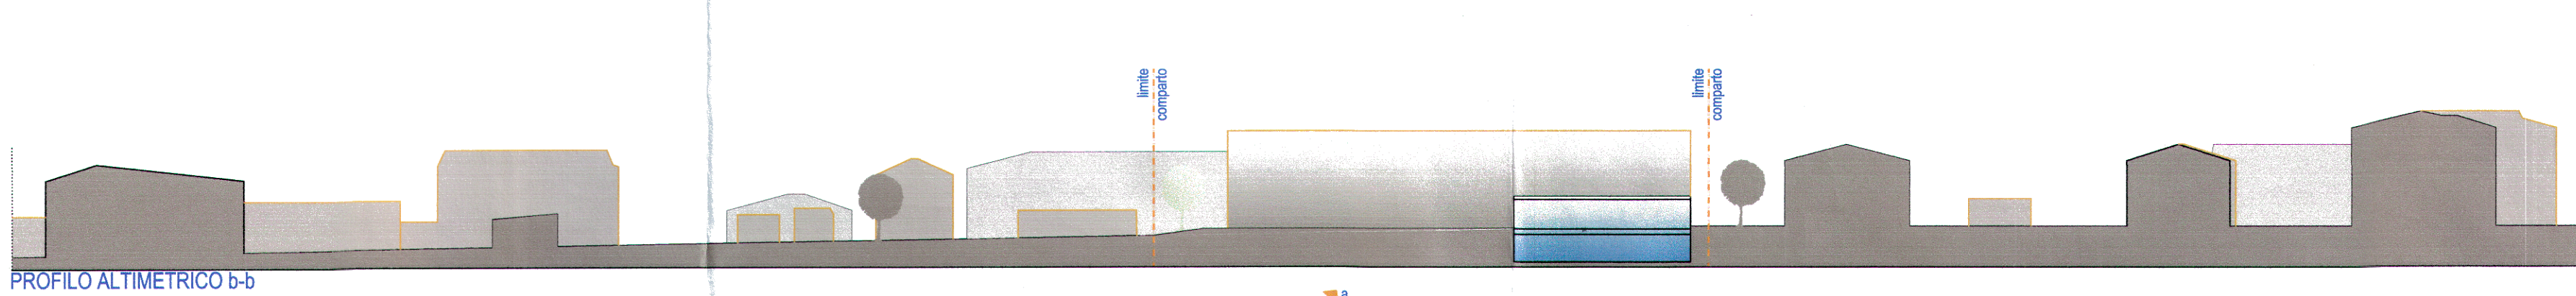 limite
comparto
limite
comparto
PROFILO ALTIMETRICO b-b
a